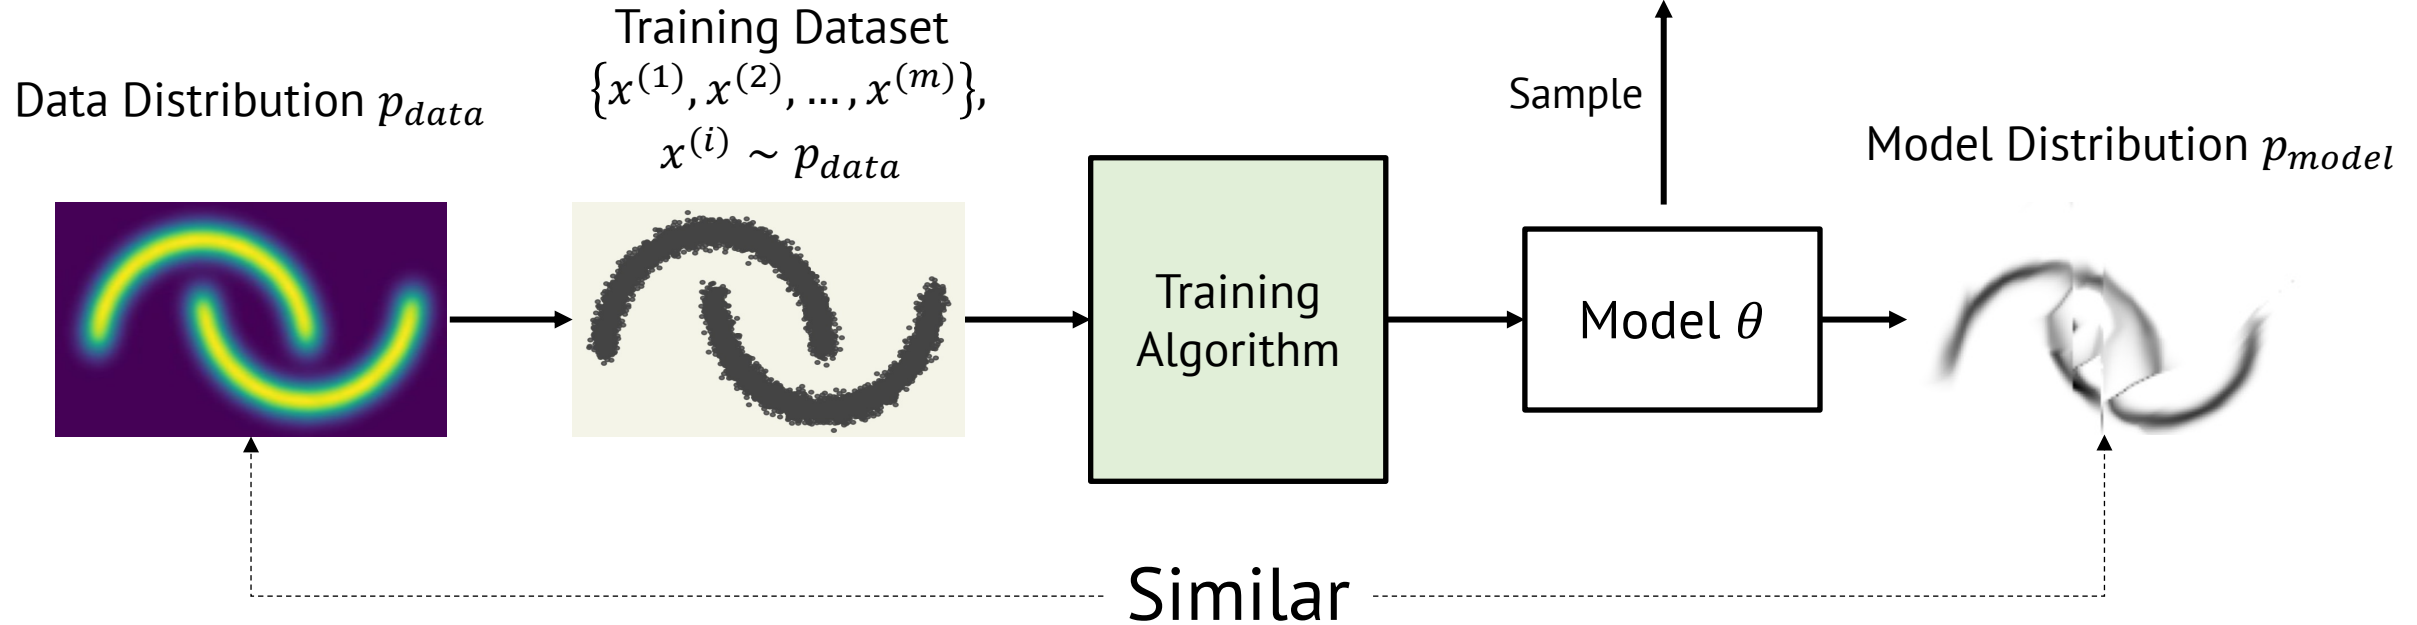 Data Distribution p_data
Training Dataset
{x^(1), x^(2), … , x^(m)},
x^(i) ~ p_data
Training
Algorithm
Sample
Model θ
Model Distribution p_model
Similar